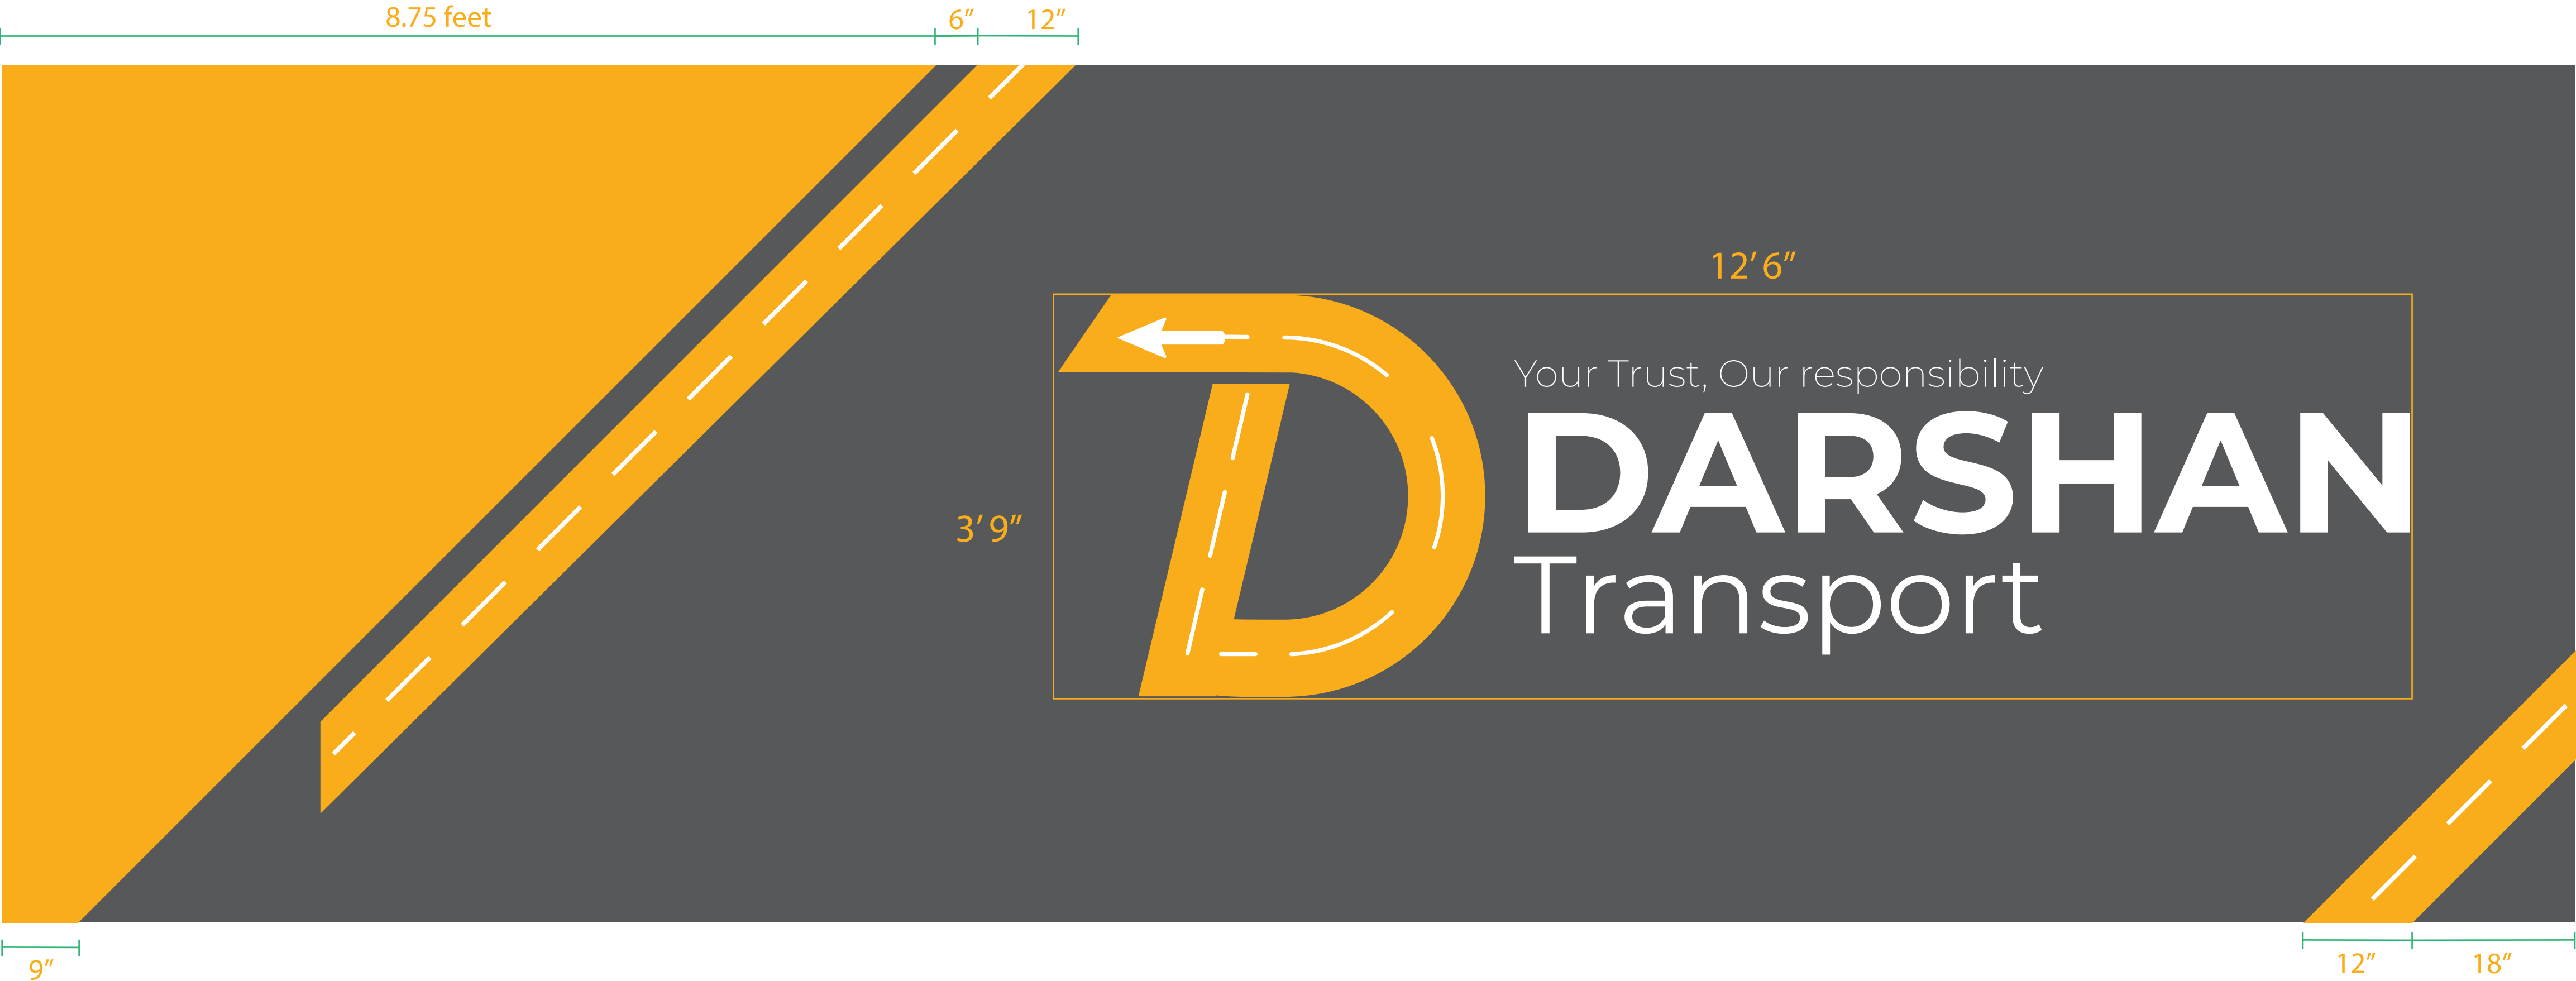 8.75 feet
6” 12”
12’ 6”
3’ 9”
Your Trust, Our responsibility
DARSHAN
Transport
9”
12” 18”